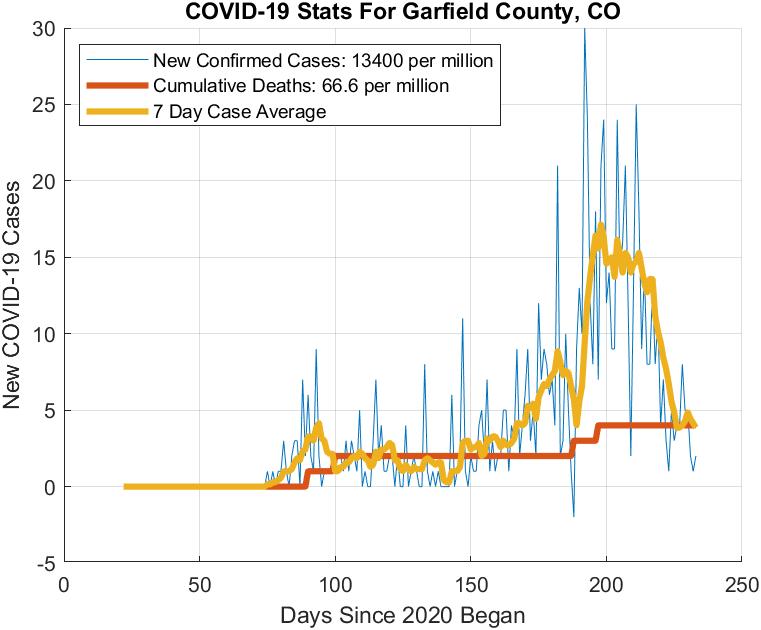 COVID-19 Stats For Garfield County, CO
30
New Confirmed Cases: 13400 per million
Cumulative Deaths: 66.6 per million
7 Day Case Average
25
20
15
10
5
0
-5
New COVID-19 Cases
0 50 100 150 200 250
Days Since 2020 Began